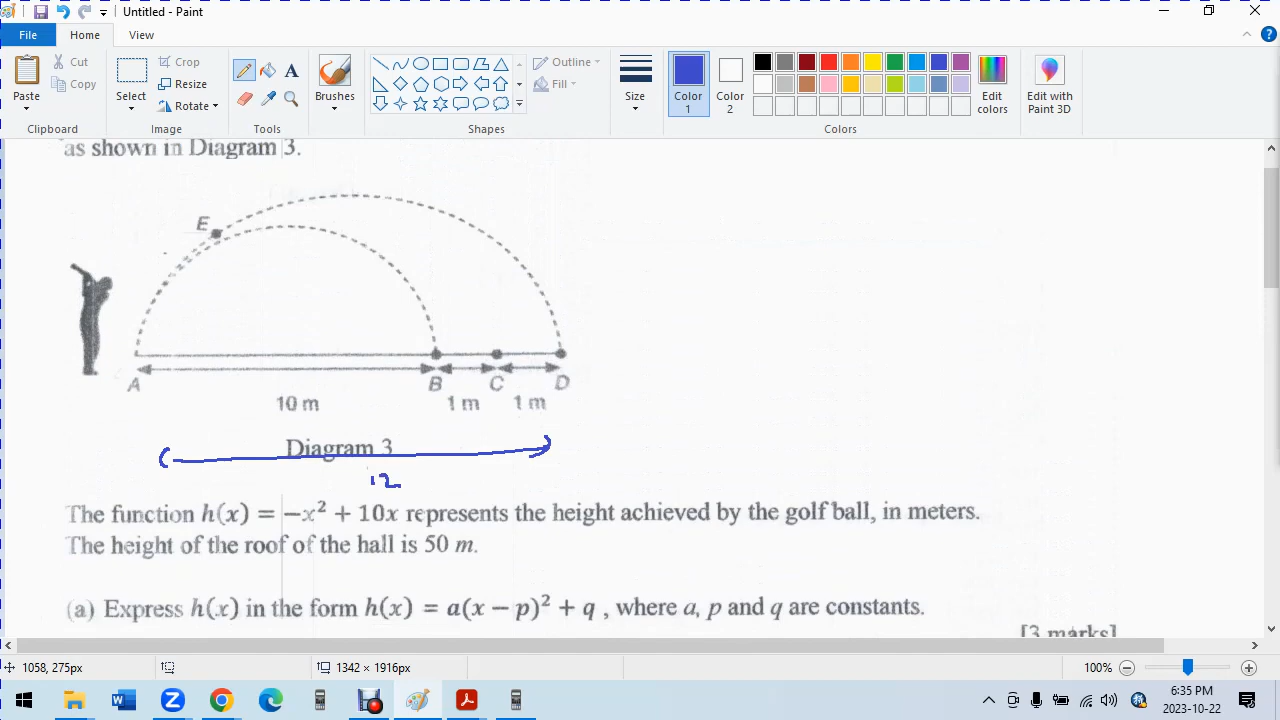 Untitled - Paint
File Home View
Paste
Cut
Copy
Clipboard
Select
Crop
Resize
Rotate
Image
Tools
Brushes
Shapes
Outline
Fill
Size
Color 1
Color 2
Edit colors
Colors
Edit with Paint 3D
as shown in Diagram 3.
E
A B C D
10 m 1 m 1 m
Diagram 3
12
The function h(x) = −x² + 10x represents the height achieved by the golf ball, in meters.
The height of the roof of the hall is 50 m.
(a) Express h(x) in the form h(x) = a(x − p)² + q , where a, p and q are constants.
[3 marks]
1058, 275px
1342 × 1916px
100%
6:35 PM
2023-10-22